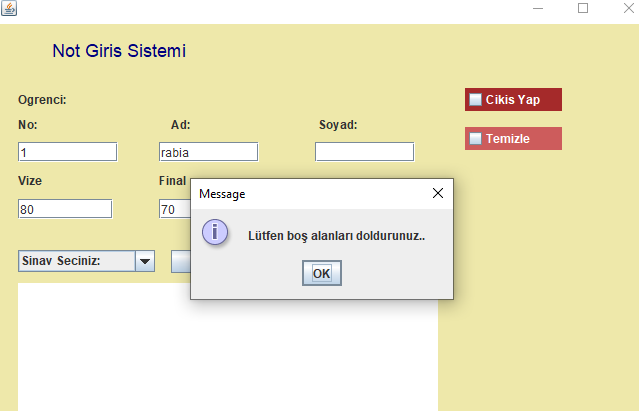 Not Giris Sistemi
Ogrenci:
Cikis Yap
No:
Ad:
Soyad:
Temizle
1
rabia
Vize
Final
Message
80
70
Lütfen boş alanları doldurunuz..
Sinav Seciniz:
OK